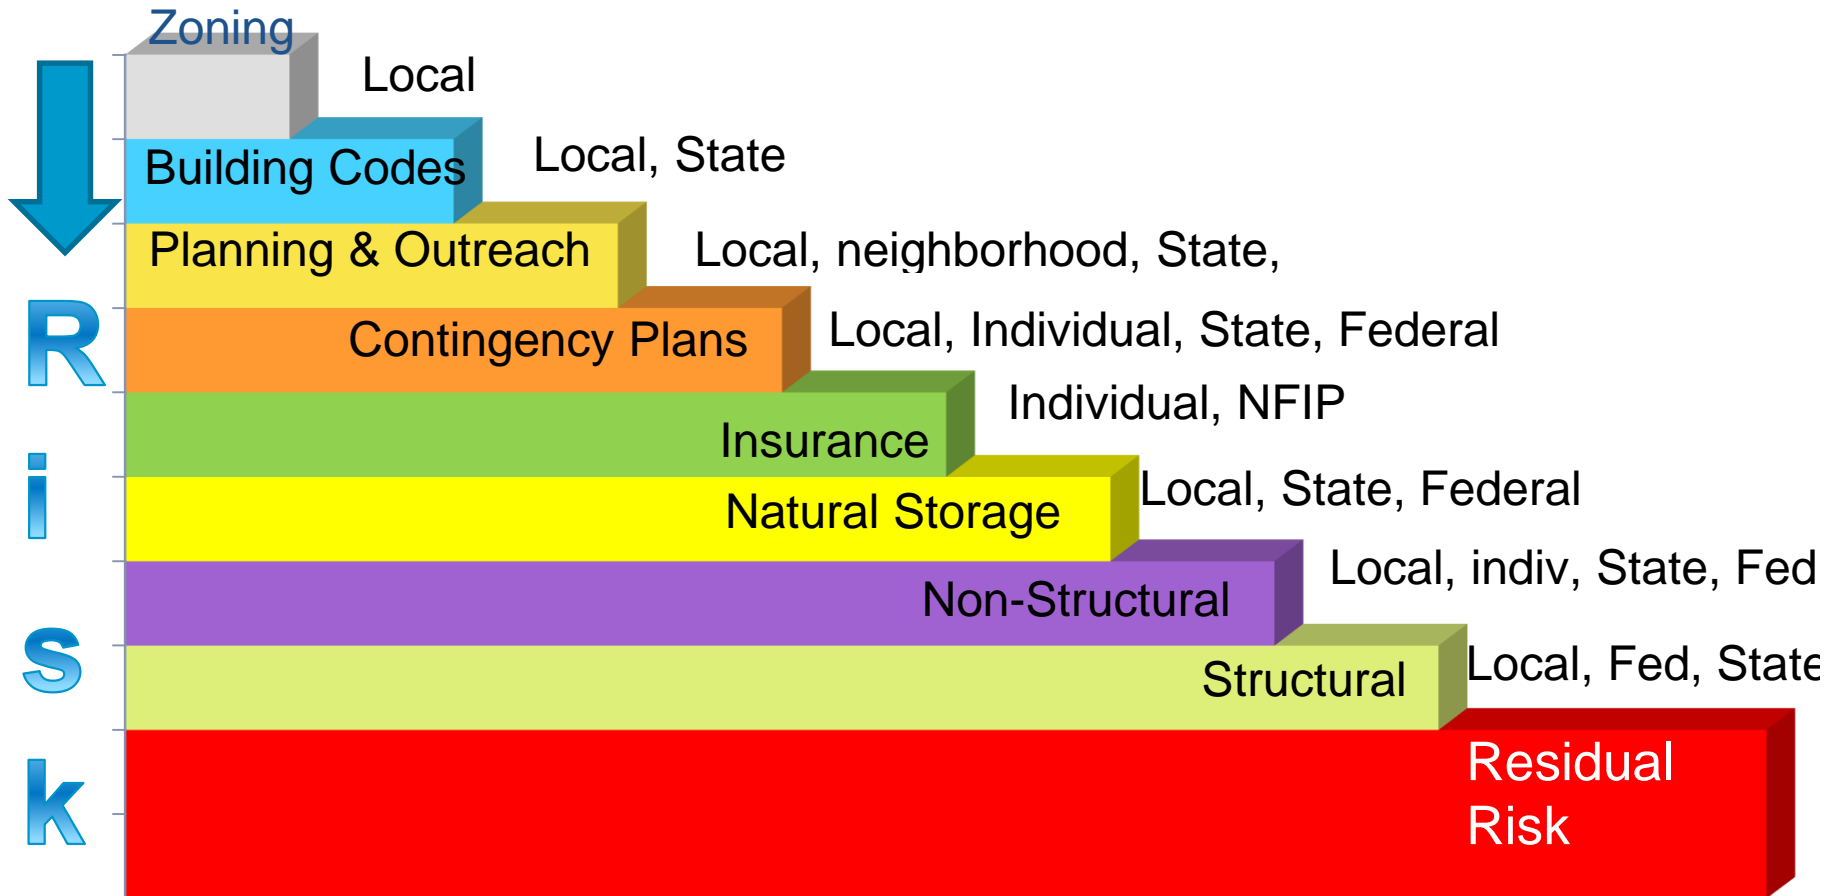 Zoning
Local
Building Codes
Local, State
Planning & Outreach
Local, neighborhood, State,
Contingency Plans
Local, Individual, State, Federal
Insurance
Individual, NFIP
Natural Storage
Local, State, Federal
Non-Structural
Local, indiv, State, Fed
Structural
Local, Fed, State
Residual
Risk
Risk